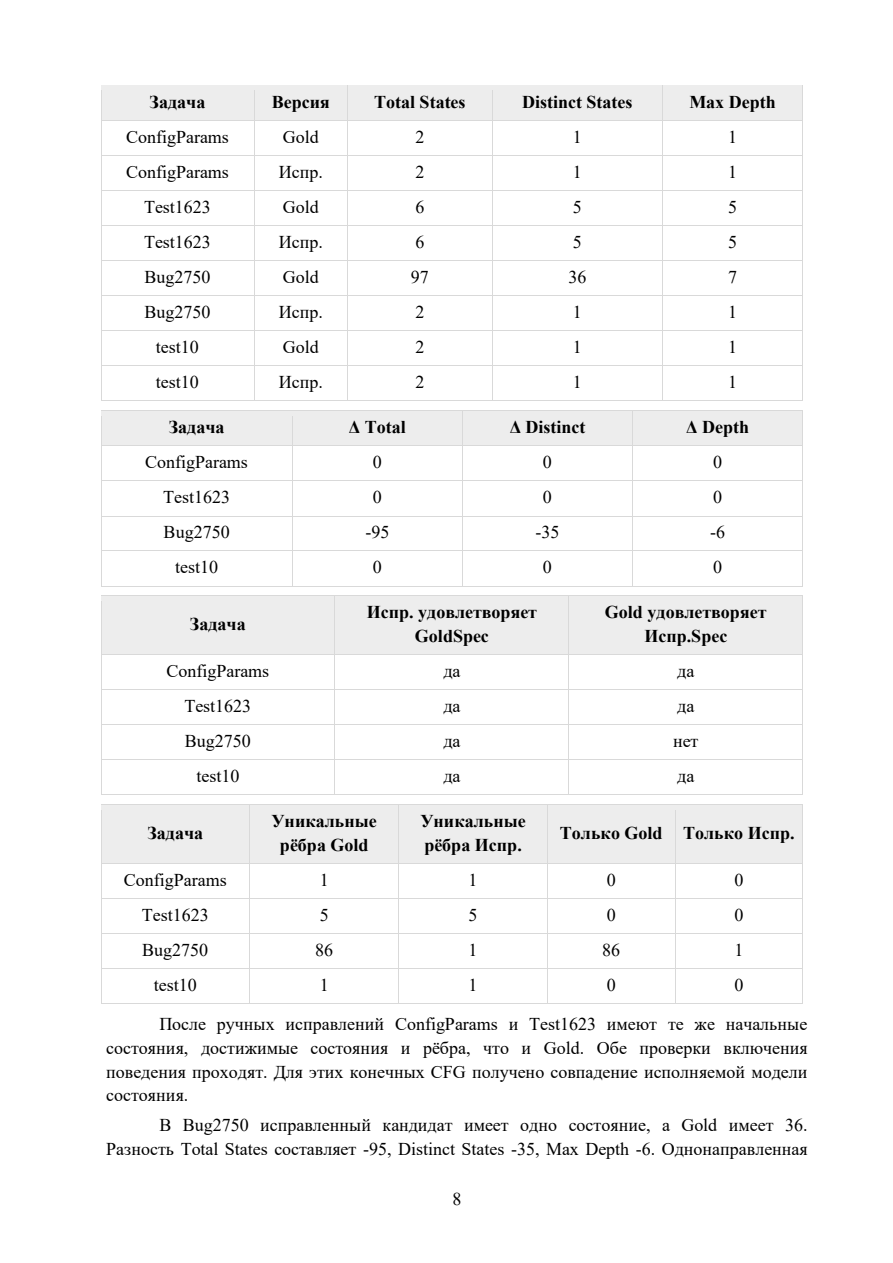 Задача Версия Total States Distinct States Max Depth
ConfigParams Gold 2 1 1
ConfigParams Испр. 2 1 1
Test1623 Gold 6 5 5
Test1623 Испр. 6 5 5
Bug2750 Gold 97 36 7
Bug2750 Испр. 2 1 1
test10 Gold 2 1 1
test10 Испр. 2 1 1
Задача Δ Total Δ Distinct Δ Depth
ConfigParams 0 0 0
Test1623 0 0 0
Bug2750 -95 -35 -6
test10 0 0 0
Задача Испр. удовлетворяет GoldSpec Gold удовлетворяет Испр.Spec
ConfigParams да да
Test1623 да да
Bug2750 да нет
test10 да да
Задача Уникальные рёбра Gold Уникальные рёбра Испр. Только Gold Только Испр.
ConfigParams 1 1 0 0
Test1623 5 5 0 0
Bug2750 86 1 86 1
test10 1 1 0 0
После ручных исправлений ConfigParams и Test1623 имеют те же начальные
состояния, достижимые состояния и рёбра, что и Gold. Обе проверки включения
поведения проходят. Для этих конечных CFG получено совпадение исполняемой модели
состояния.
В Bug2750 исправленный кандидат имеет одно состояние, а Gold имеет 36.
Разность Total States составляет -95, Distinct States -35, Max Depth -6. Однонаправленная
8